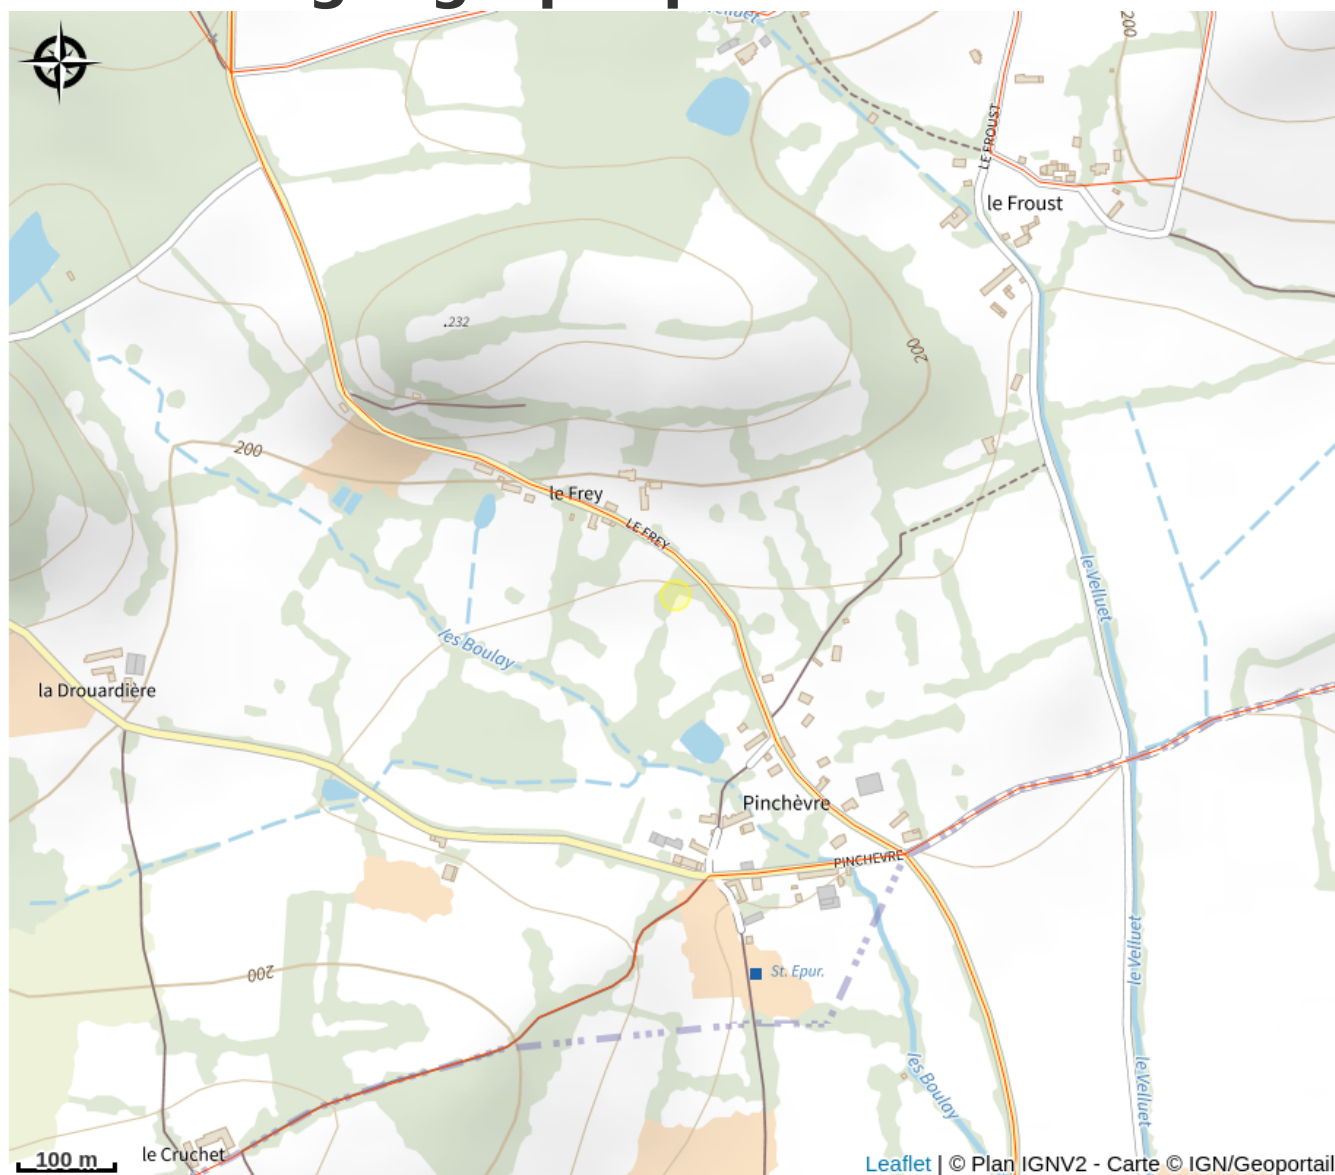 Velluet
200
LE FROUST
le Froust
.232
200
200
le Frey
LE FREY
le Velluet
les Boulay
la Drouardière
Pinchèvre
PINCHEVRE
le Velluet
200
St. Epur.
les Boulay
le Velluet
le Cruchet
100 m
Leaflet | © Plan IGNV2 - Carte © IGN/Geoportail